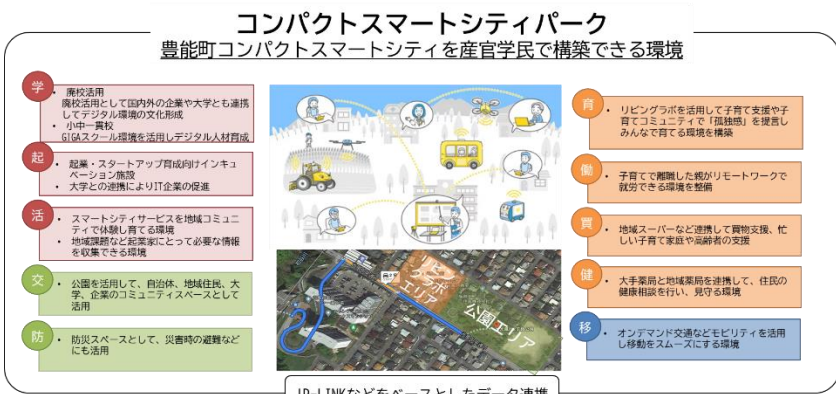 コンパクトスマートシティパーク
豊能町コンパクトスマートシティを産官学民で構築できる環境
学
• 廃校活用
廃校活用として国内外の企業や大学とも連携
してデジタル環境の文化形成
• 小中一貫校
GIGAスクール環境を活用しデジタル人材育成
起
• 起業・スタートアップ育成向けインキュ
ベーション施設
• 大学との連携によりIT企業の促進
活
• スマートシティサービスを地域コミュニ
ティで体験し育てる環境
• 地域課題など起業家にとって必要な情報
を収集できる環境
交
• 公園を活用して、自治体、地域住民、大
学、企業のコミュニティスペースとして
活用
防
• 防災スペースとして、災害時の避難など
にも活用
リビン
グラボ
エリア
公園エリア
育
• リビングラボを活用して子育て支援や子
育てコミュニティで「孤独感」を提言し
みんなで育てる環境を構築
働
• 子育てで離職した親がリモートワークで
就労できる環境を整備
買
• 地域スーパーなど連携して買物支援、忙
しい子育て家庭や高齢者の支援
健
• 大手薬局と地域薬局を連携して、住民の
健康相談を行い、見守る環境
移
• オンデマンド交通などモビリティを活用
し移動をスムーズにする環境
JP-LINKなどをベースとしたデータ連携